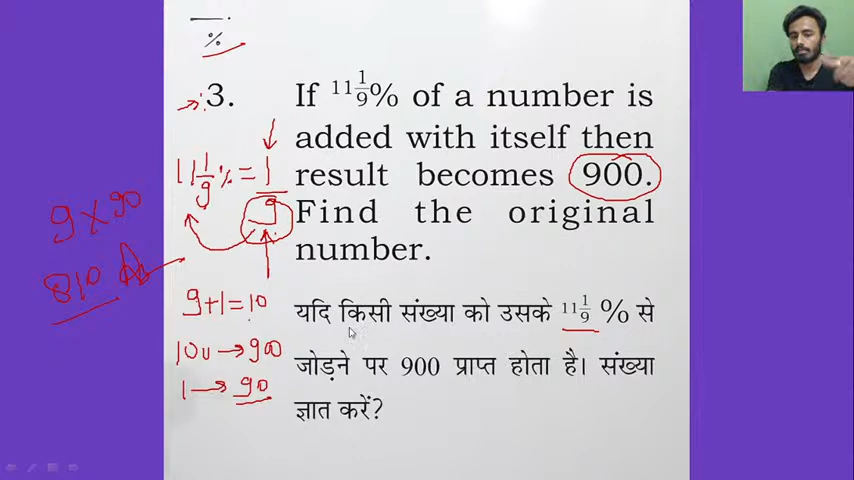 %
3.
If 11 1/9% of a number is
added with itself then
result becomes 900.
Find the original
number.
11 1/9 % = 1/9
9 x 90
810 A
9+1=10
10u → 900
1 → 90
यदि किसी संख्या को उसके 11 1/9 % से
जोड़ने पर 900 प्राप्त होता है। संख्या
ज्ञात करें?